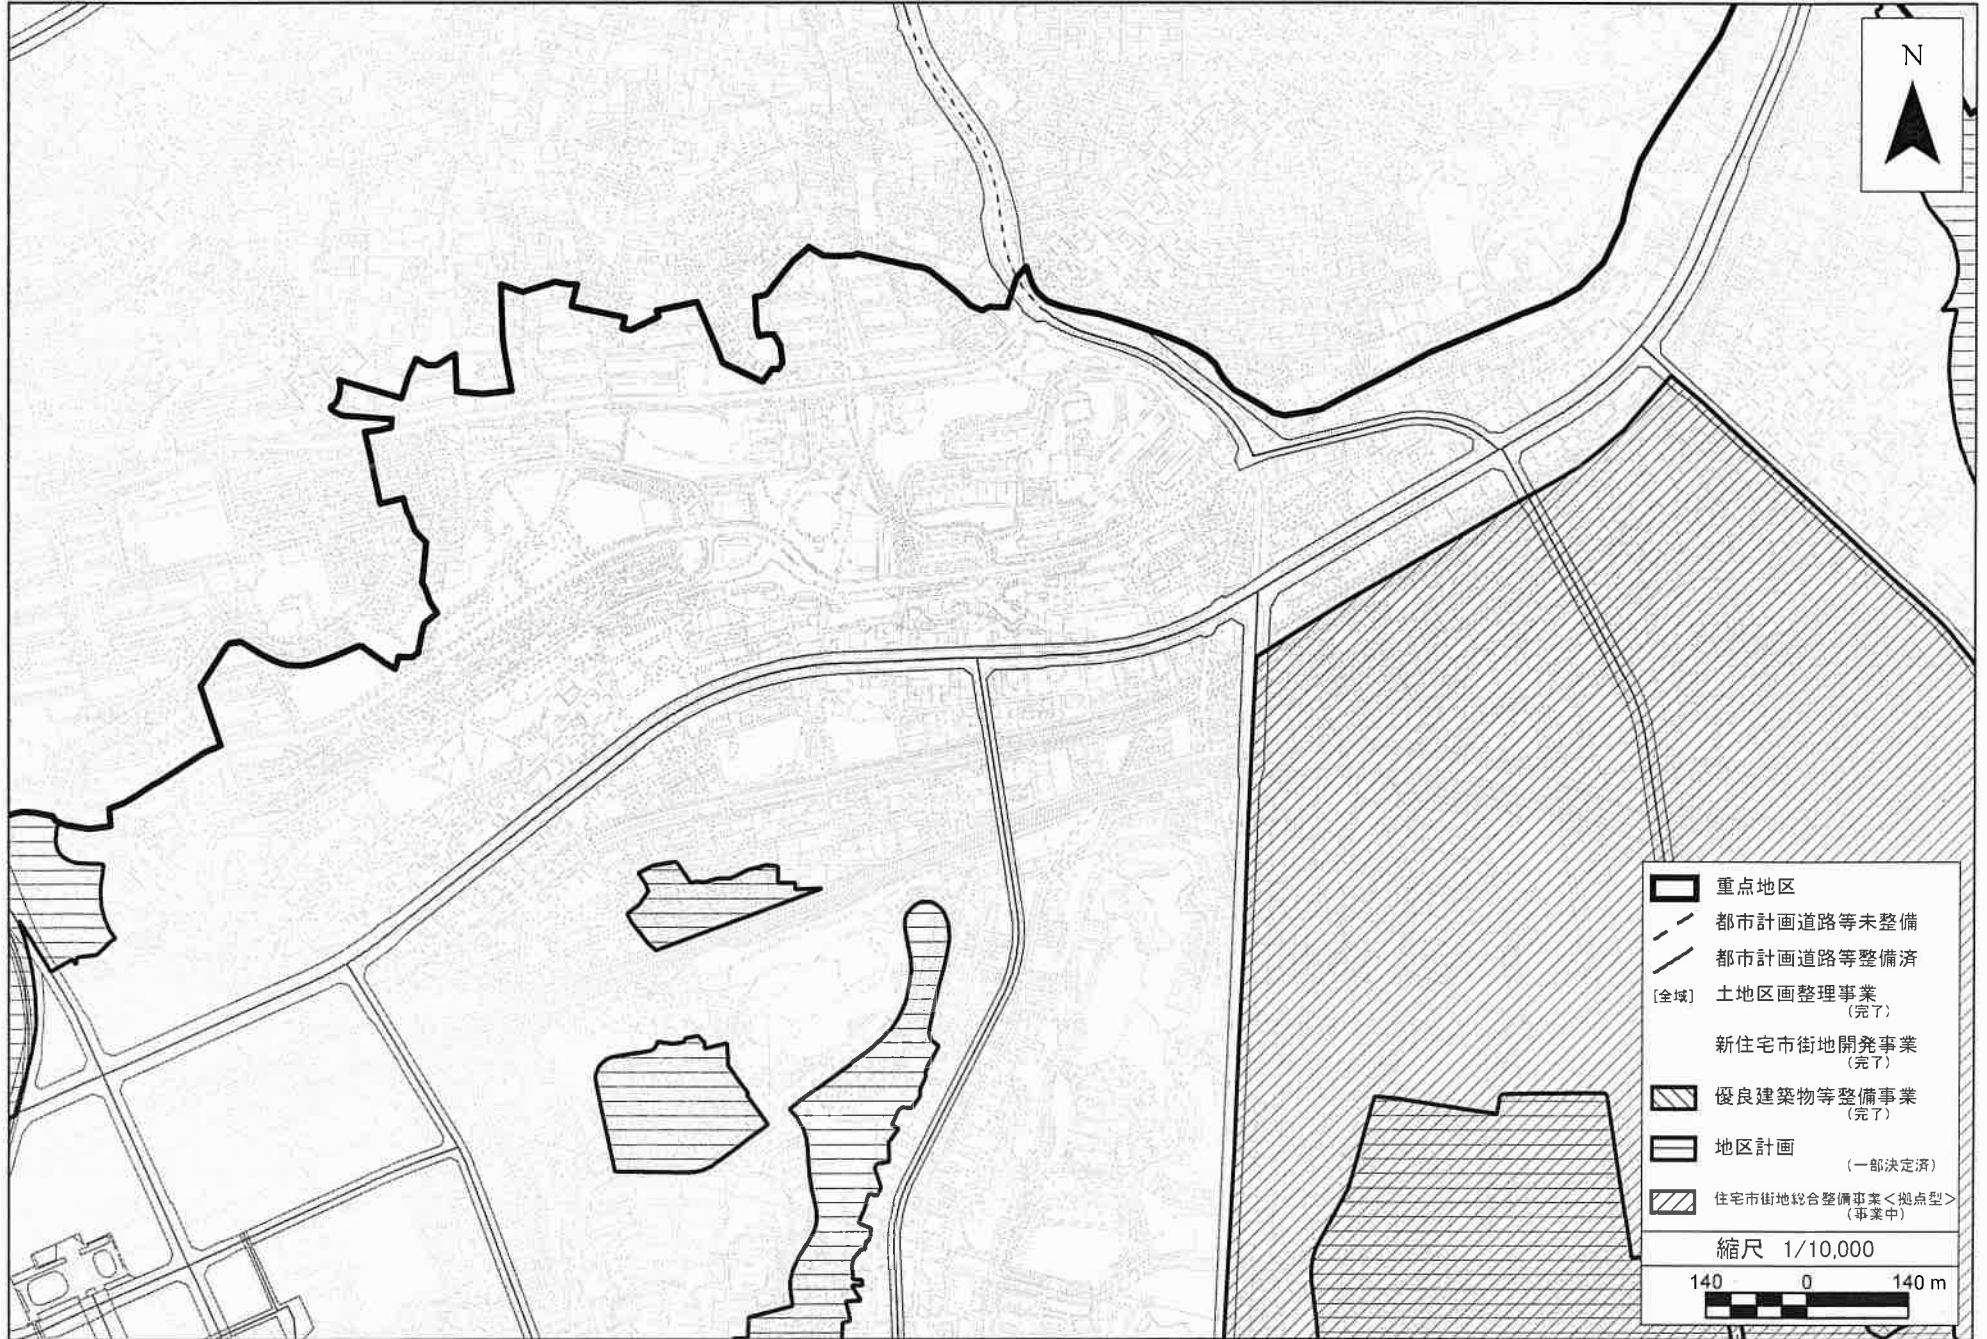 N
重点地区
都市計画道路等未整備
都市計画道路等整備済
[全域] 土地区画整理事業
(完了)
新住宅市街地開発事業
(完了)
優良建築物等整備事業
(完了)
地区計画
(一部決定済)
住宅市街地総合整備事業<拠点型>
(事業中)
縮尺 1/10,000
140 0 140 m